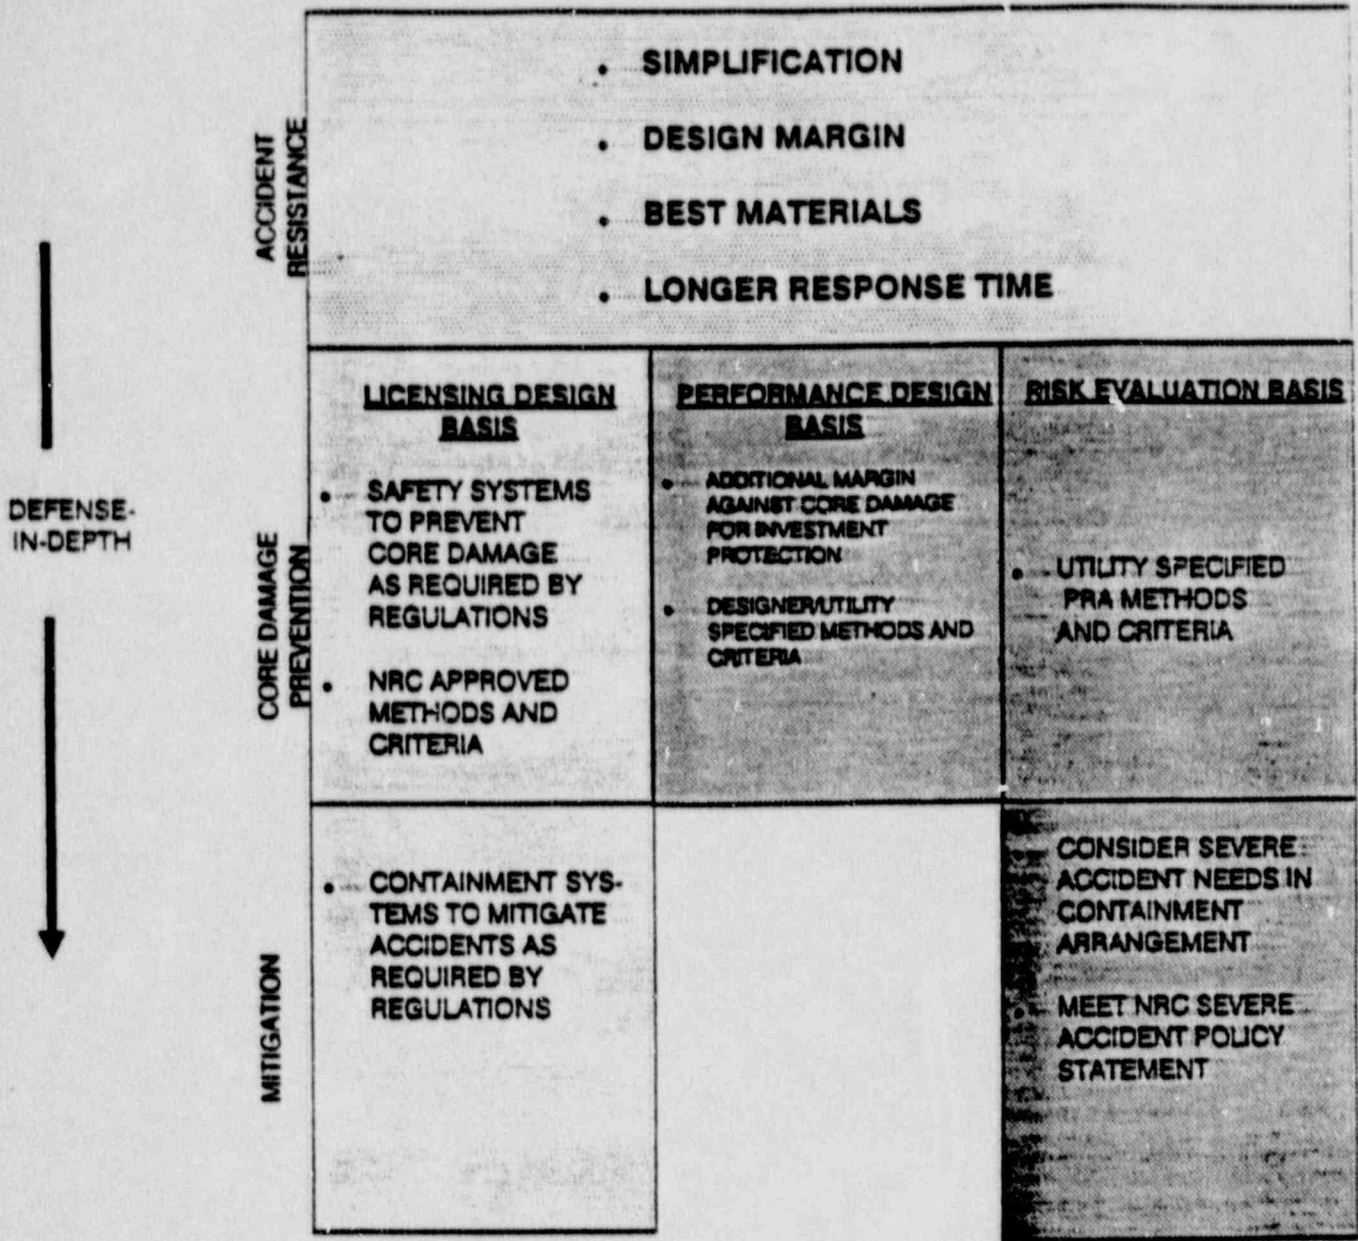 ACCIDENT
RESISTANCE
• SIMPLIFICATION
• DESIGN MARGIN
• BEST MATERIALS
• LONGER RESPONSE TIME
DEFENSE-
IN-DEPTH
CORE DAMAGE
PREVENTION
LICENSING DESIGN
BASIS
• SAFETY SYSTEMS
TO PREVENT
CORE DAMAGE
AS REQUIRED BY
REGULATIONS
• NRC APPROVED
METHODS AND
CRITERIA
PERFORMANCE DESIGN
BASIS
• ADDITIONAL MARGIN
AGAINST CORE DAMAGE
FOR INVESTMENT
PROTECTION
• DESIGNER/UTILITY
SPECIFIED METHODS AND
CRITERIA
RISK EVALUATION BASIS
• UTILITY SPECIFIED
PRA METHODS
AND CRITERIA
MITIGATION
• CONTAINMENT SYS-
TEMS TO MITIGATE
ACCIDENTS AS
REQUIRED BY
REGULATIONS
• CONSIDER SEVERE
ACCIDENT NEEDS IN
CONTAINMENT
ARRANGEMENT
• MEET NRC SEVERE
ACCIDENT POLICY
STATEMENT